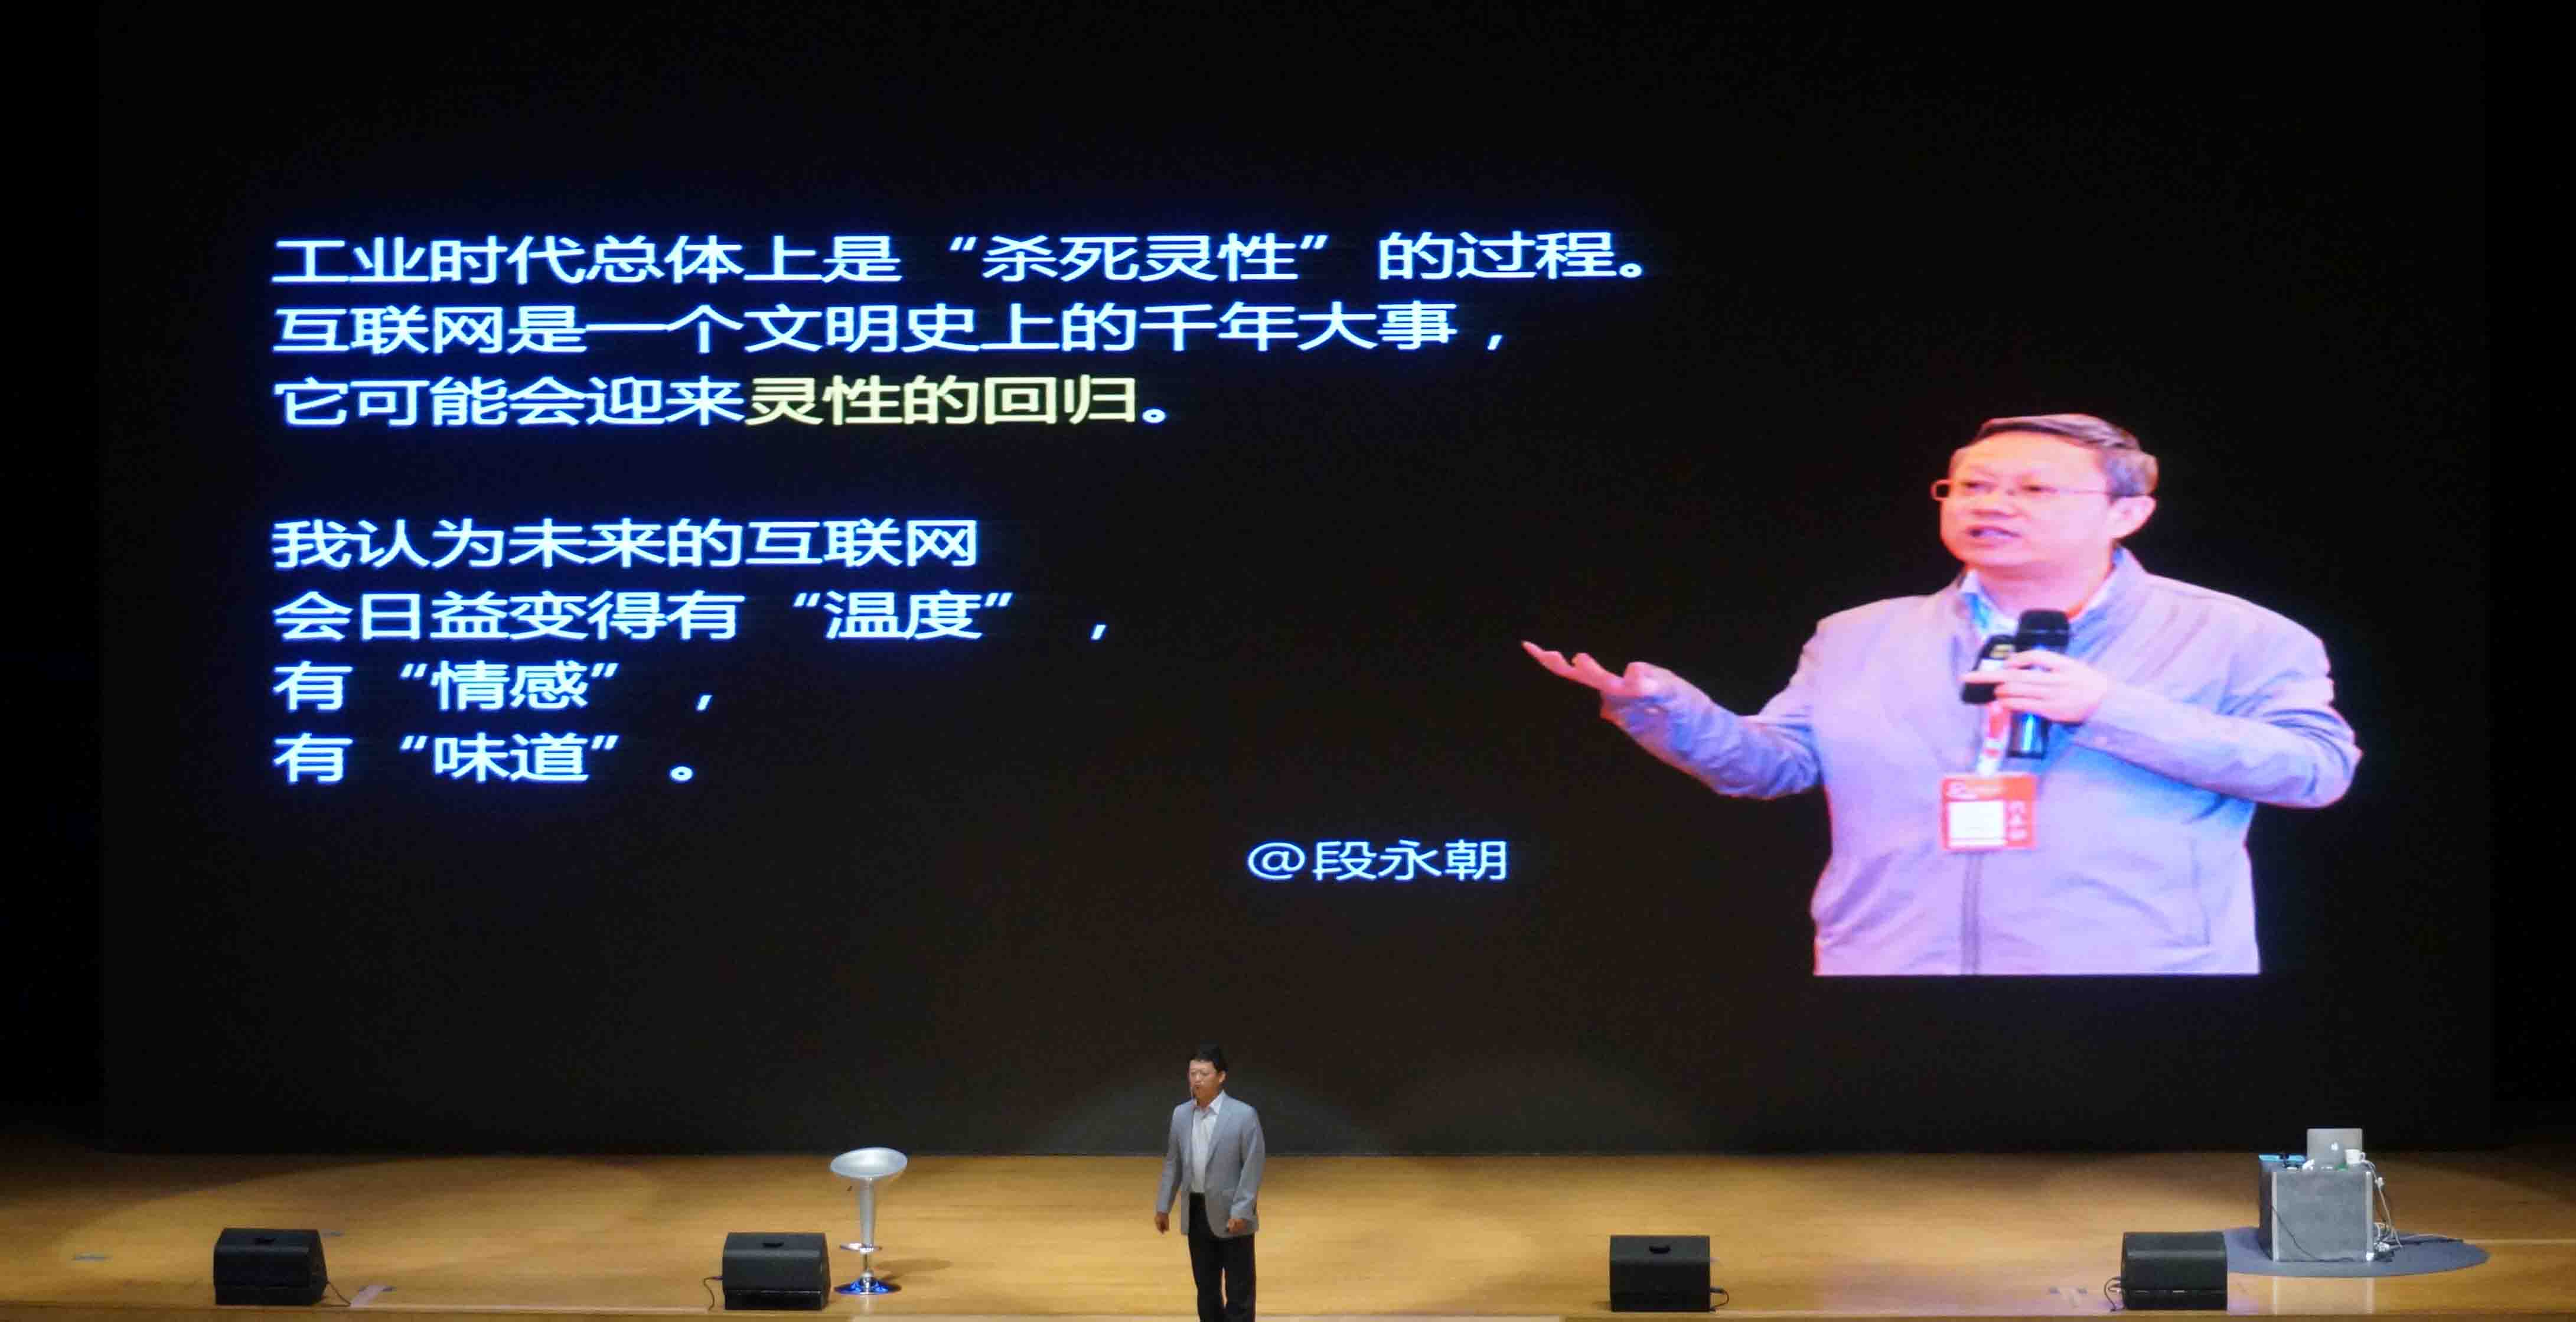 工业时代总体上是“杀死灵性”的过程。
互联网是一个文明史上的千年大事，
它可能会迎来灵性的回归。
我认为未来的互联网
会日益变得有“温度”，
有“情感”，
有“味道”。
@段永朝